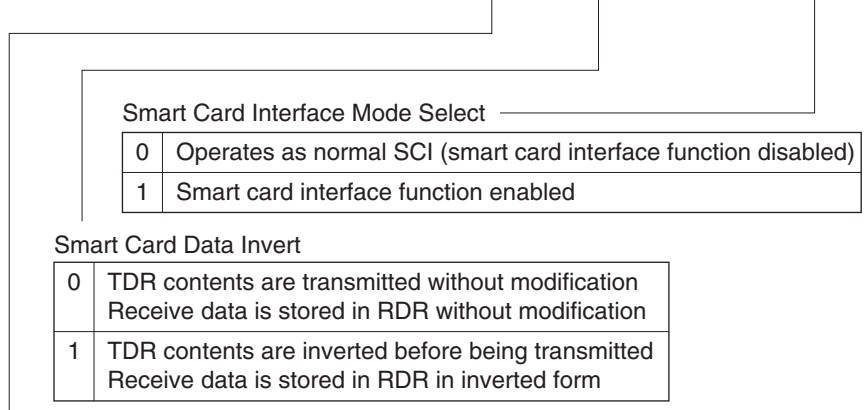 Smart Card Interface Mode Select
0 Operates as normal SCI (smart card interface function disabled)
1 Smart card interface function enabled
Smart Card Data Invert
0 TDR contents are transmitted without modification
Receive data is stored in RDR without modification
1 TDR contents are inverted before being transmitted
Receive data is stored in RDR in inverted form